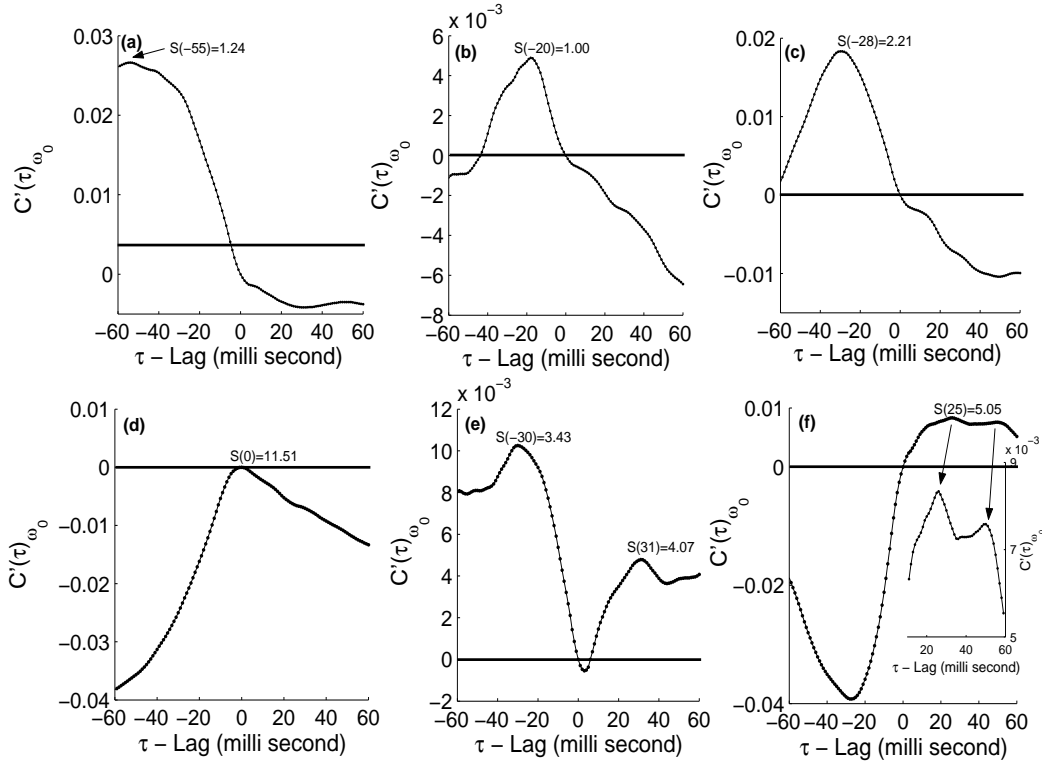 (a)
S(−55)=1.24
0.03
0.02
0.01
0
C'(τ)ω0
−60 −40 −20 0 20 40 60
τ − Lag (milli second)
x 10−3
(b)
S(−20)=1.00
6
4
2
0
−2
−4
−6
−8
C'(τ)ω0
−60 −40 −20 0 20 40 60
τ − Lag (milli second)
(c)
S(−28)=2.21
0.02
0.01
0
−0.01
C'(τ)ω0
−60 −40 −20 0 20 40 60
τ − Lag (milli second)
(d)
S(0)=11.51
0.01
0
−0.01
−0.02
−0.03
−0.04
C'(τ)ω0
−60 −40 −20 0 20 40 60
τ − Lag (milli second)
x 10−3
(e)
S(−30)=3.43
S(31)=4.07
12
10
8
6
4
2
0
−2
C'(τ)ω0
−60 −40 −20 0 20 40 60
τ − Lag (milli second)
(f)
S(25)=5.05
0.01
0
−0.02
−0.04
C'(τ)ω0
−60 −40 −20 0 20 40 60
τ − Lag (milli second)
x 10−3
9
7
5
C'(τ)ω0
20 40 60
τ − Lag (milli second)